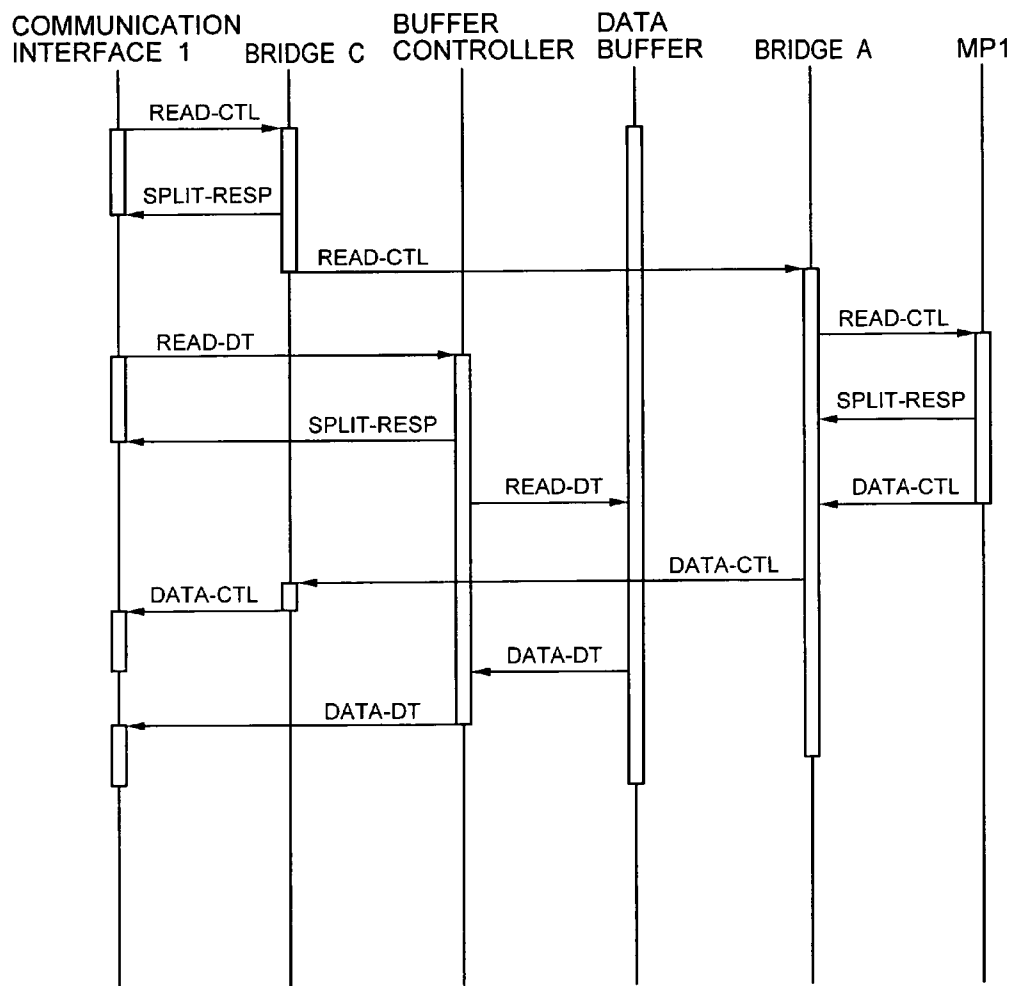 COMMUNICATION
INTERFACE 1
BRIDGE C
BUFFER
CONTROLLER
DATA
BUFFER
BRIDGE A
MP1
READ-CTL
SPLIT-RESP
READ-CTL
READ-CTL
READ-DT
SPLIT-RESP
SPLIT-RESP
READ-DT
DATA-CTL
DATA-CTL
DATA-CTL
DATA-DT
DATA-DT